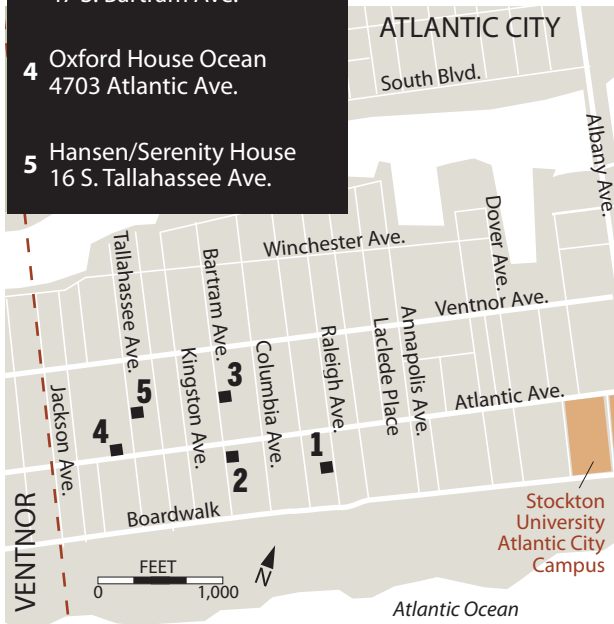 47 S. Bartram Ave.
4 Oxford House Ocean
4703 Atlantic Ave.
5 Hansen/Serenity House
16 S. Tallahassee Ave.
ATLANTIC CITY
South Blvd.
Albany Ave.
Dover Ave.
Winchester Ave.
Ventnor Ave.
Tallahassee Ave.
Bartram Ave.
Kingston Ave.
Columbia Ave.
Raleigh Ave.
Laclede Place
Annapolis Ave.
Atlantic Ave.
Jackson Ave.
5
3
4
2
1
Boardwalk
VENTNOR
FEET
0
1,000
N
Stockton
University
Atlantic City
Campus
Atlantic Ocean